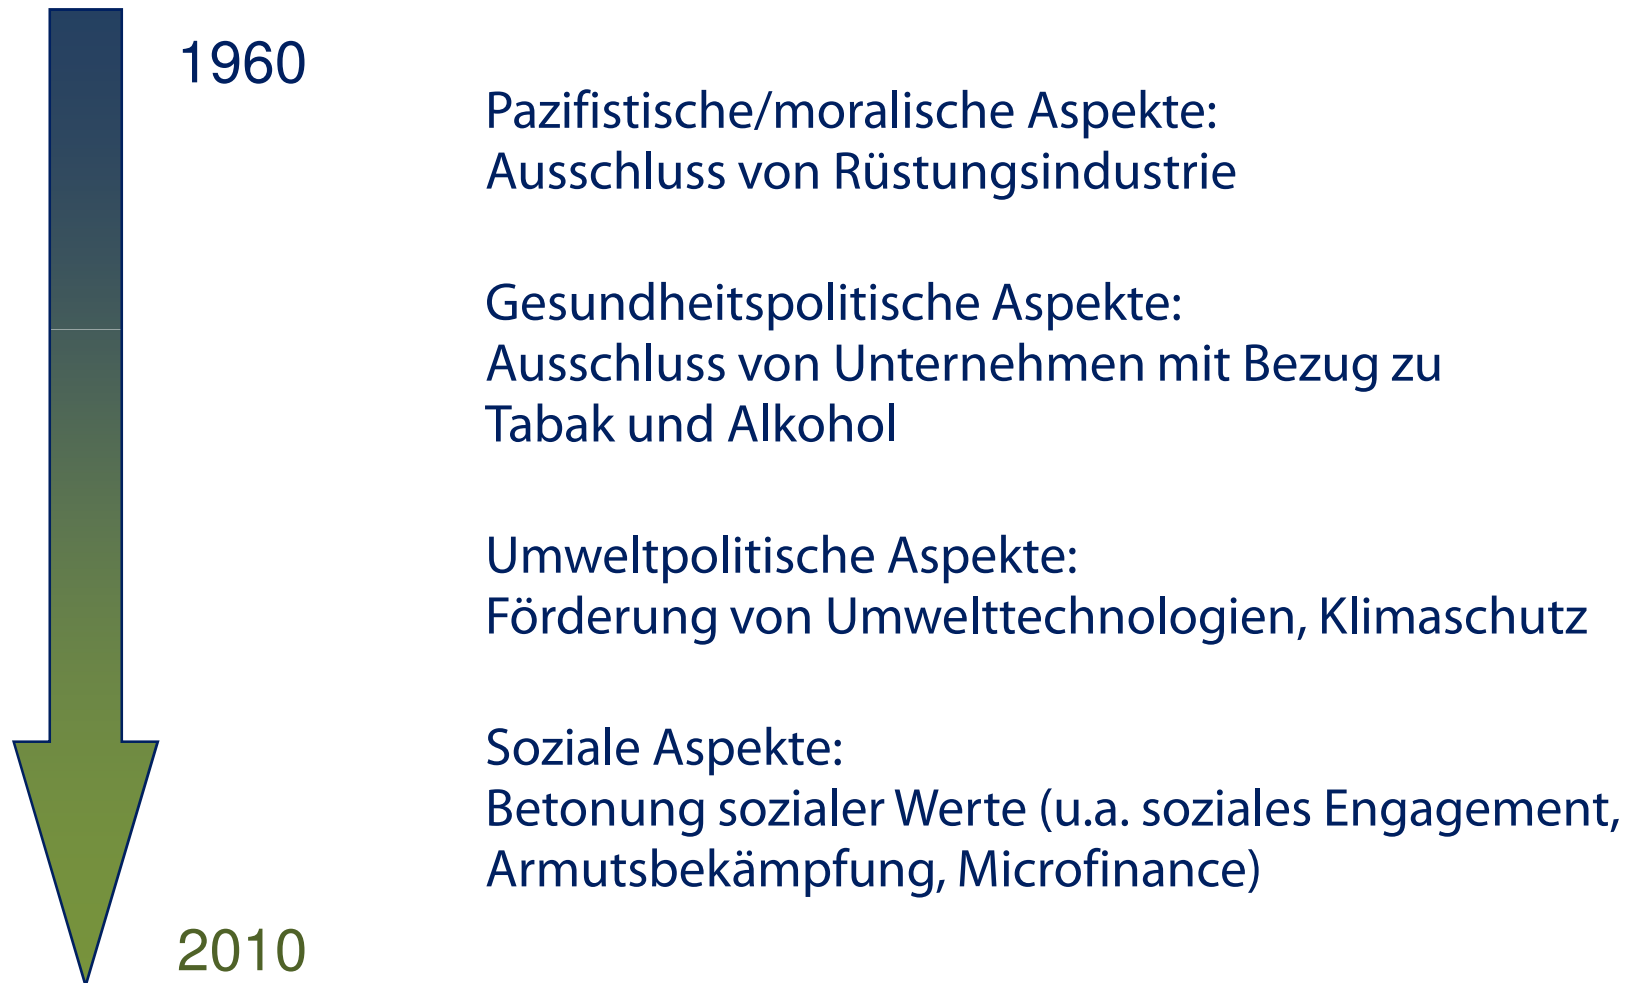 1960
Pazifistische/moralische Aspekte:
Ausschluss von Rüstungsindustrie
Gesundheitspolitische Aspekte:
Ausschluss von Unternehmen mit Bezug zu
Tabak und Alkohol
Umweltpolitische Aspekte:
Förderung von Umwelttechnologien, Klimaschutz
Soziale Aspekte:
Betonung sozialer Werte (u.a. soziales Engagement,
Armutsbekämpfung, Microfinance)
2010